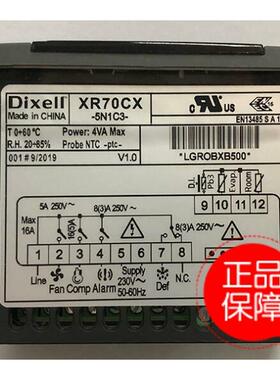 Dixell XR70CX
Made in CHINA -5N1C3-
EN13485 S A 1
T 0+60°C Power: 4VA Max
R.H. 20÷85% Probe NTC -ptc-
001 # 9/2019 V1.0
"LGROBXB500"
D.I. Pb3 Evap. Room
9 10 11 12
Max 16A
5A 250V~ 8(3)A 250V~ 8(3)A 250V~
16(5)A
1 2 3 4 5 6 7 8
Line Supply
230V~
50-60Hz
N.C.
Fan Comp Alarm Def
正品
保障